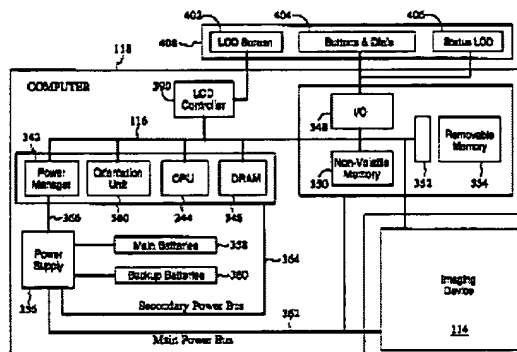 402
404
406
408
LCD Screen
Buttons & Dials
Status LCD
118
COMPUTER
390
LCD Controller
116
348
I/O
342
Power Manager
Orientation Unit
CPU
DRAM
350
Non-Volatile Memory
352
Removable Memory
354
366
380
344
346
Power Supply
Main Batteries
358
Backup Batteries
360
364
356
Secondary Power Bus
362
Main Power Bus
Imaging Device
114